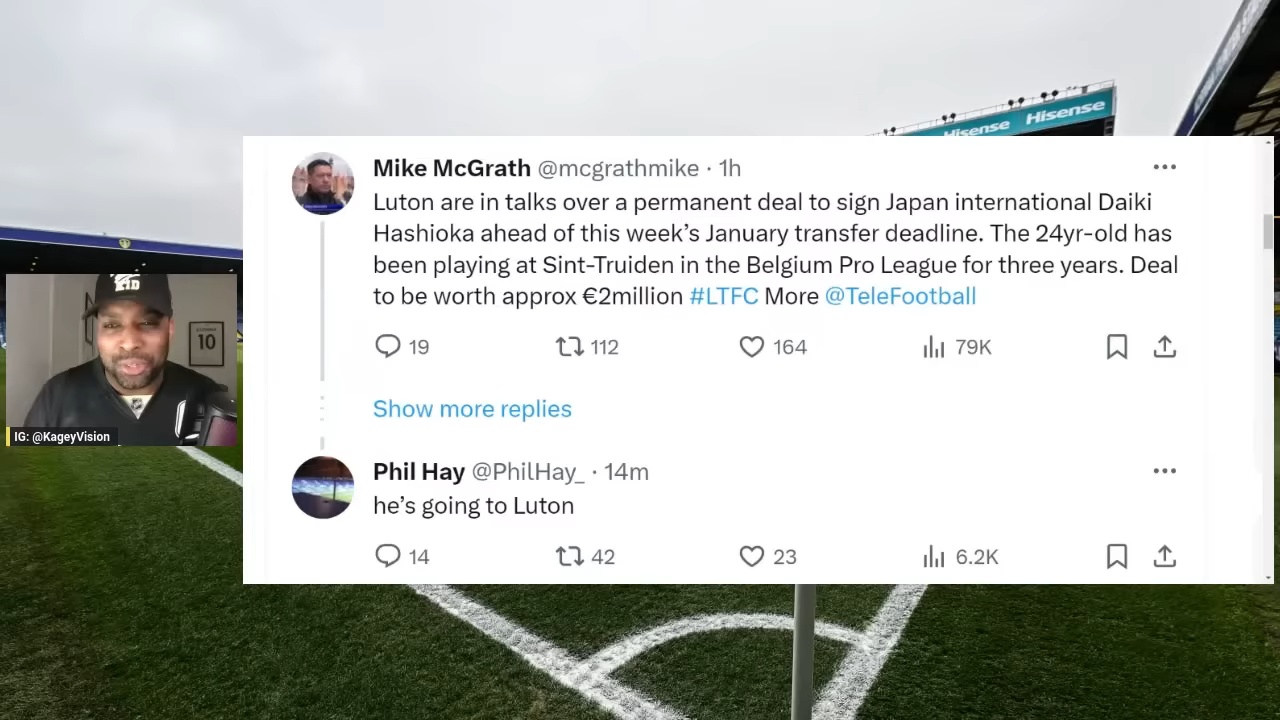 Hisense
Hisense
Mike McGrath @mcgrathmike · 1h
Luton are in talks over a permanent deal to sign Japan international Daiki
Hashioka ahead of this week’s January transfer deadline. The 24yr-old has
been playing at Sint-Truiden in the Belgium Pro League for three years. Deal
to be worth approx €2million #LTFC More @TeleFootball
19 112 164 79K
10
IG: @KageyVision
Show more replies
Phil Hay @PhilHay_ · 14m
he’s going to Luton
14 42 23 6.2K